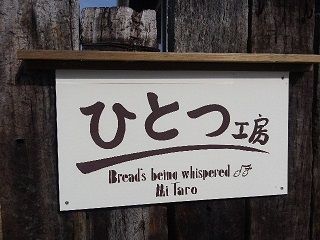 ひとつ工房
Bread's being whispered
Mi Taro